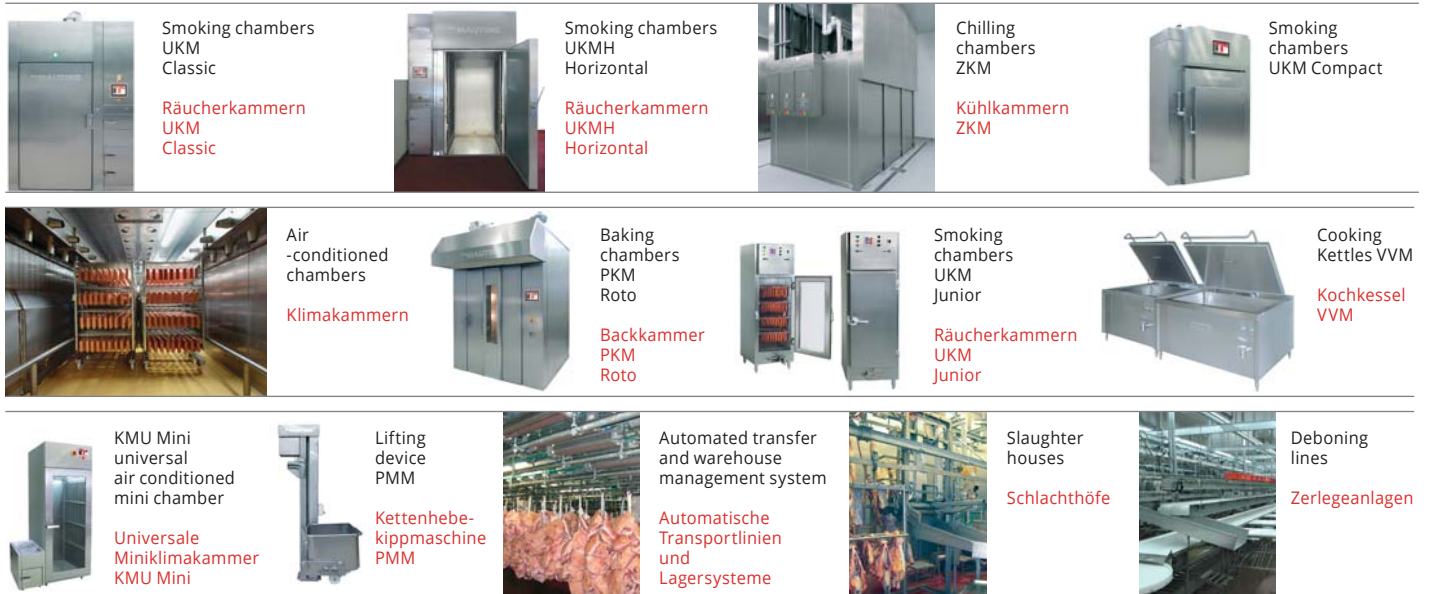 Smoking chambers
UKM
Classic
Räucherkammern
UKM
Classic
Smoking chambers
UKMH
Horizontal
Räucherkammern
UKMH
Horizontal
Chilling
chambers
ZKM
Kühlkammern
ZKM
Smoking
chambers
UKM Compact
Air
-conditioned
chambers
Klimakammern
Baking
chambers
PKM
Roto
Backkammer
PKM
Roto
Smoking
chambers
UKM
Junior
Räucherkammern
UKM
Junior
Cooking
Kettles VVM
Kochkessel
VVM
KMU Mini
universal
air conditioned
mini chamber
Universale
Miniklimakammer
KMU Mini
Lifting
device
PMM
Kettenhebe-
kippmaschine
PMM
Automated transfer
and warehouse
management system
Automatische
Transportlinien
und
Lagersysteme
Slaughter
houses
Schlachthöfe
Deboning
lines
Zerlegeanlagen